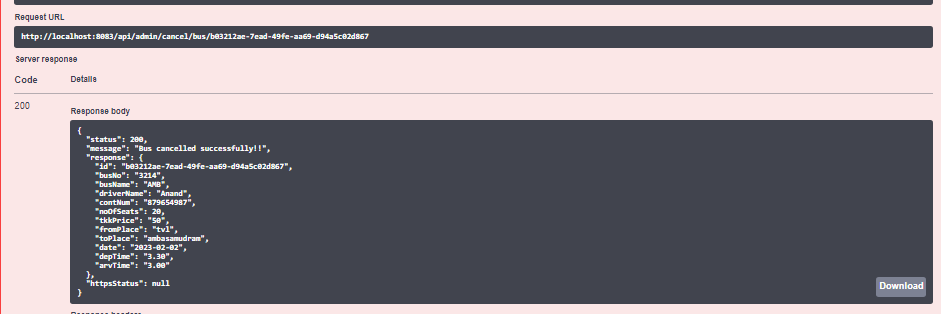 Request URL
http://localhost:8083/api/admin/cancel/bus/b03212ae-7ead-49fe-aa69-d94a5c02d867
Server response
Code Details
200
Response body
{
"status": 200,
"message": "Bus cancelled successfully!!",
"response": {
"id": "b03212ae-7ead-49fe-aa69-d94a5c02d867",
"busNo": "3214",
"busName": "AMB",
"driverName": "Anand",
"contNum": "879654987",
"noOfSeats": 20,
"tkkPrice": "50",
"fromPlace": "tvl",
"toPlace": "ambasamudram",
"date": "2023-02-02",
"depTime": "3.30",
"arvTime": "3.00"
},
"httpsStatus": null
}
Download
Response headers